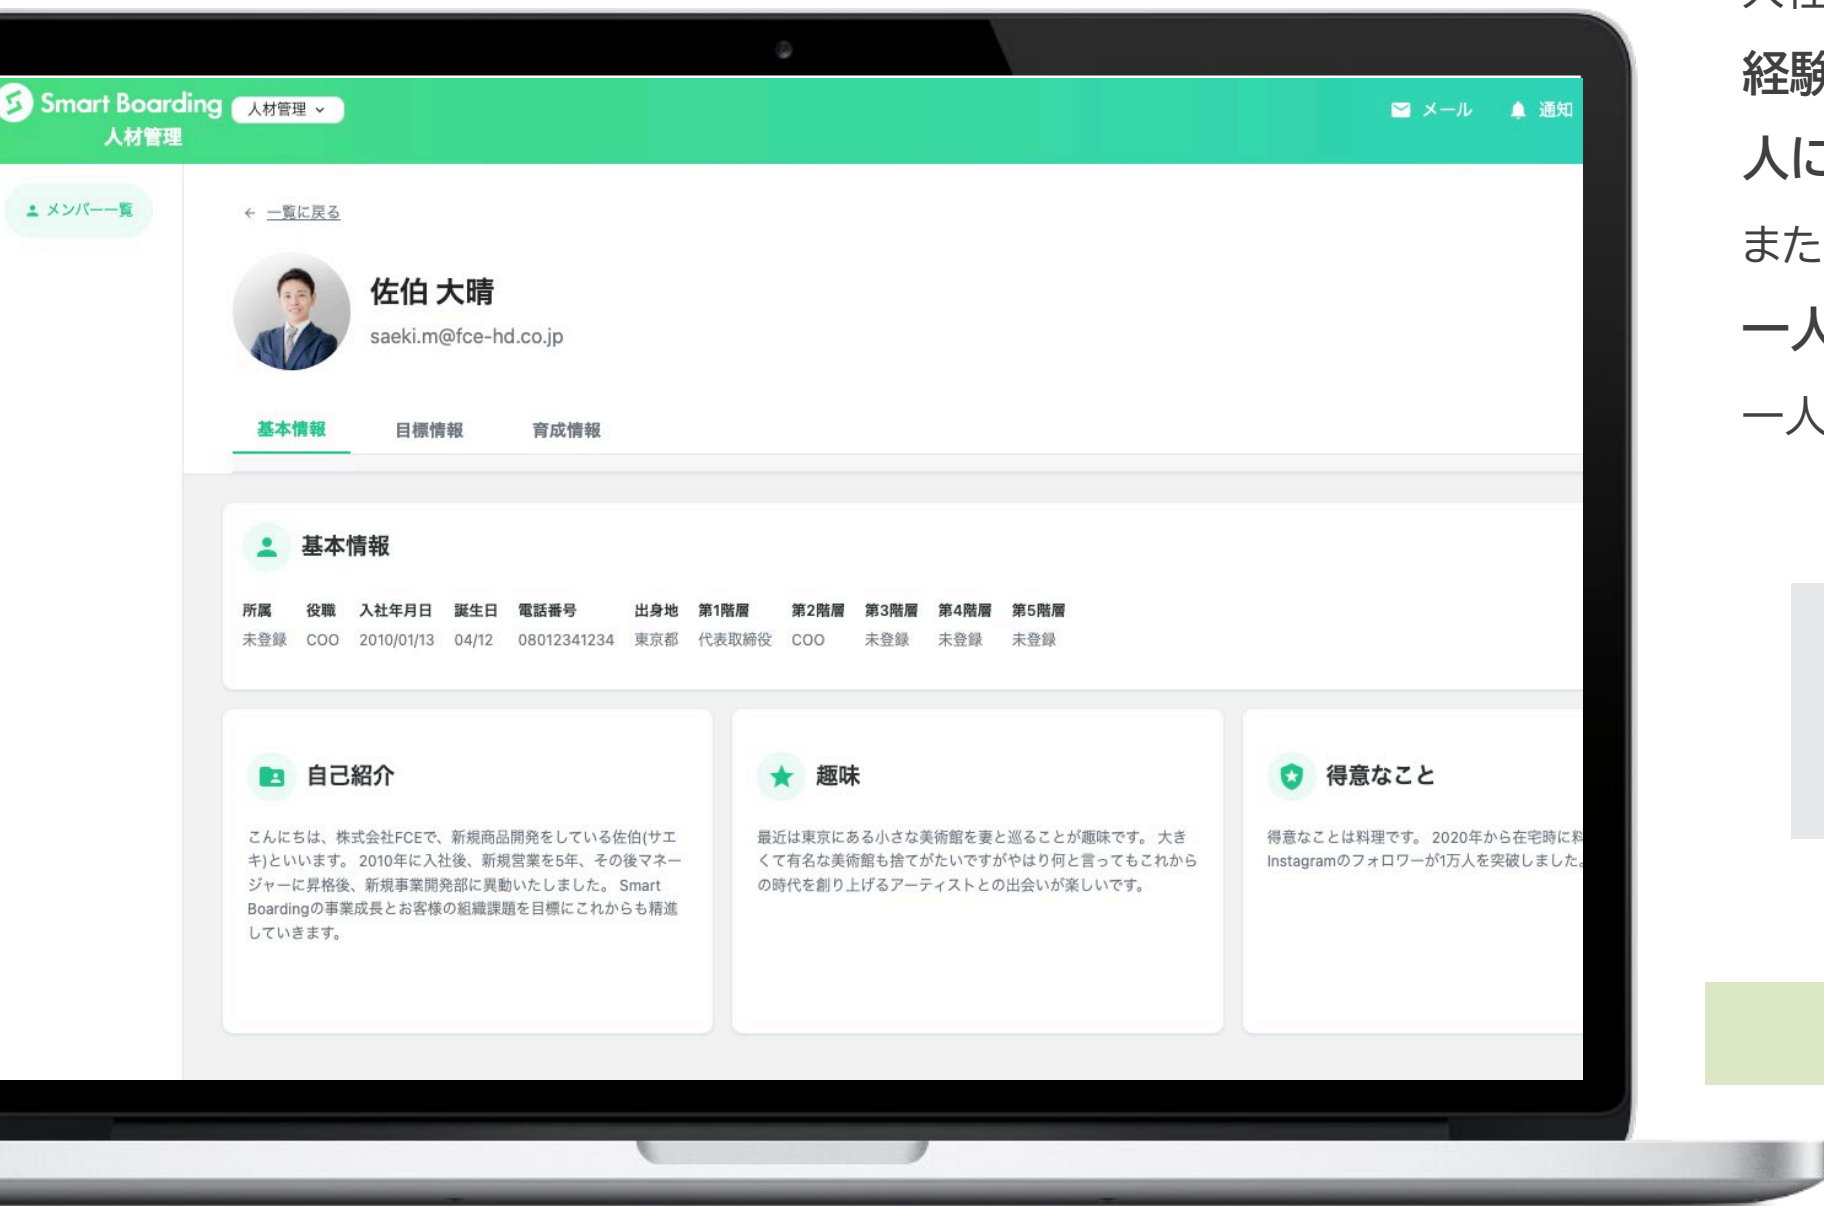 Smart Boarding
人材管理
人材管理
メール
通知
メンバー一覧
← 一覧に戻る
佐伯 大晴
saeki.m@fce-hd.co.jp
基本情報 目標情報 育成情報
基本情報
所属 役職 入社年月日 誕生日 電話番号 出身地 第1階層 第2階層 第3階層 第4階層 第5階層
未登録 COO 2010/01/13 04/12 08012341234 東京都 代表取締役 COO 未登録 未登録 未登録
自己紹介
こんにちは、株式会社FCEで、新規商品開発をしている佐伯(サエ
キ)といいます。 2010年に入社後、新規営業を5年、その後マネー
ジャーに昇格後、新規事業開発部に異動いたしました。 Smart
Boardingの事業成長とお客様の組織課題を目標にこれからも精進
していきます。
趣味
最近は東京にある小さな美術館を妻と巡ることが趣味です。 大き
くて有名な美術館も捨てがたいですがやはり何と言ってもこれから
の時代を創り上げるアーティストとの出会いが楽しいです。
得意なこと
得意なことは料理です。 2020年から在宅時に料
Instagramのフォロワーが1万人を突破しました。
経験
人に
また
一人
一人